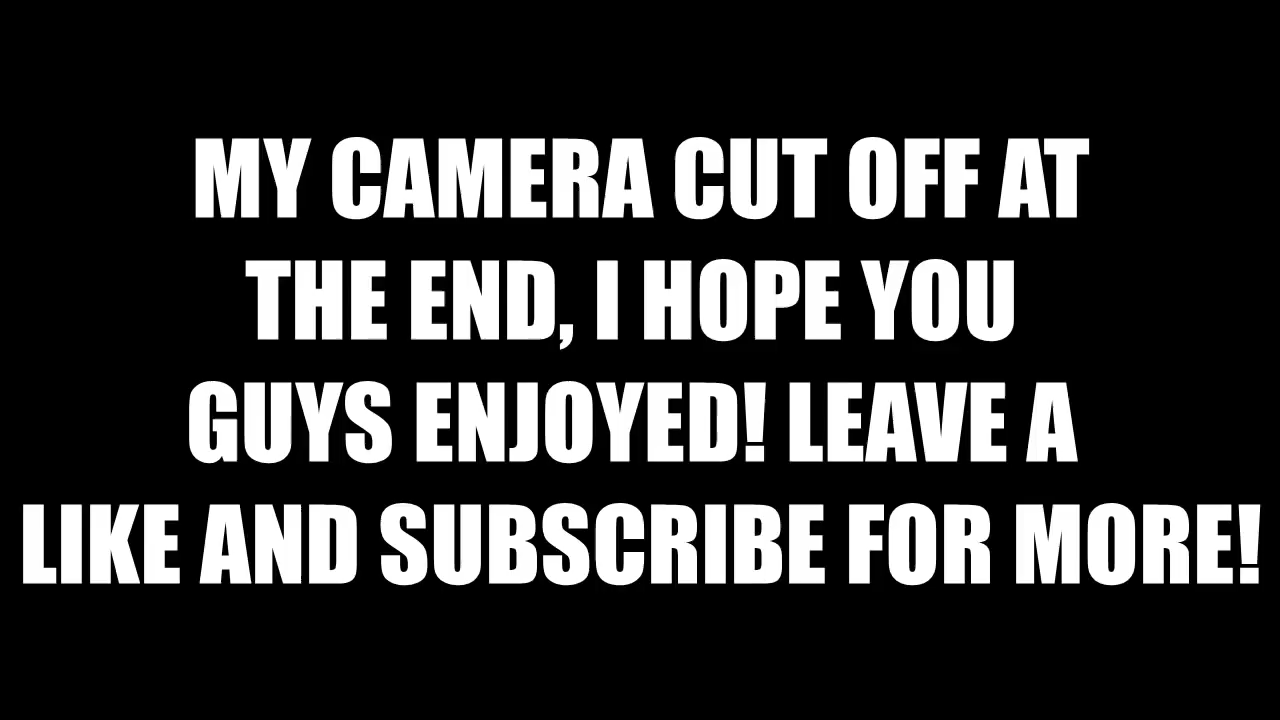 MY CAMERA CUT OFF AT
THE END, I HOPE YOU
GUYS ENJOYED! LEAVE A
LIKE AND SUBSCRIBE FOR MORE!